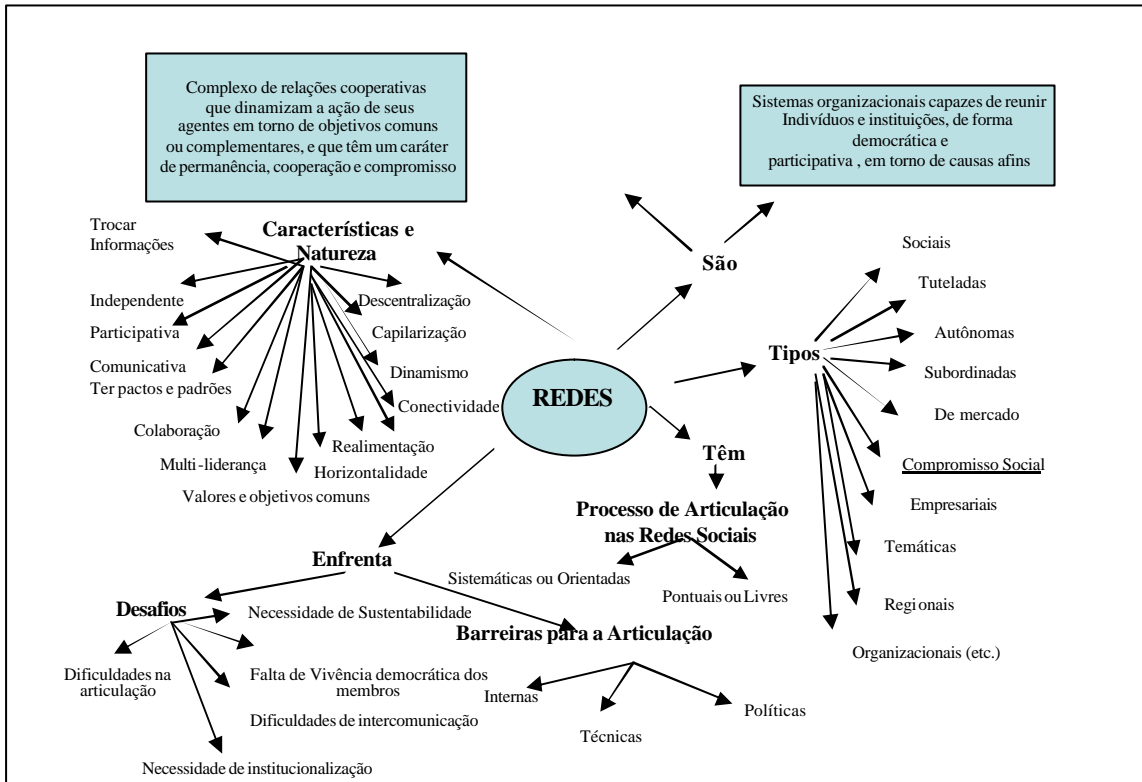 Complexo de relações cooperativas
que dinamizam a ação de seus
agentes em torno de objetivos comuns
ou complementares, e que têm um caráter
de permanência, cooperação e compromisso
Sistemas organizacionais capazes de reunir
Indivíduos e instituições, de forma
democrática e
participativa , em torno de causas afins
Características e
Natureza
Trocar
Informações
Independente
Participativa
Comunicativa
Ter pactos e padrões
Colaboração
Multi-liderança
Valores e objetivos comuns
Horizontalidade
Realimentação
Conectividade
Dinamismo
Capilarização
Descentralização
São
REDES
Tipos
Sociais
Tuteladas
Autônomas
Subordinadas
De mercado
Compromisso Social
Empresariais
Temáticas
Regionais
Organizacionais (etc.)
Têm
Processo de Articulação
nas Redes Sociais
Sistemáticas ou Orientadas
Pontuais ou Livres
Enfrenta
Desafios
Necessidade de Sustentabilidade
Dificuldades na
articulação
Falta de Vivência democrática dos
membros
Dificuldades de intercomunicação
Necessidade de institucionalização
Barreiras para a Articulação
Internas
Técnicas
Políticas